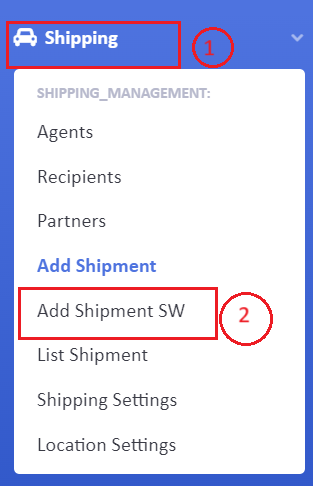 Shipping 1
SHIPPING_MANAGEMENT:
Agents
Recipients
Partners
Add Shipment
Add Shipment SW 2
List Shipment
Shipping Settings
Location Settings